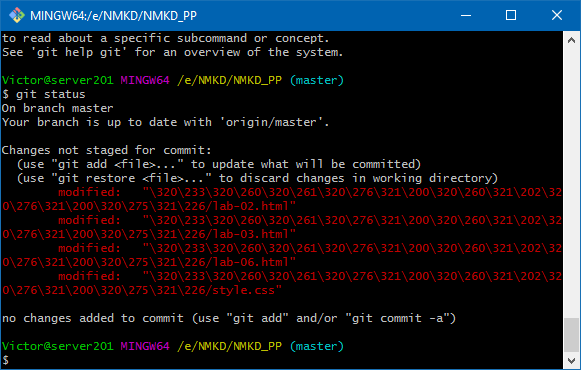 MINGW64:/e/NMKD/NMKD_PP
to read about a specific subcommand or concept.
See 'git help git' for an overview of the system.
Victor@server201 MINGW64 /e/NMKD/NMKD_PP (master)
$ git status
On branch master
Your branch is up to date with 'origin/master'.
Changes not staged for commit:
(use "git add <file>..." to update what will be committed)
(use "git restore <file>..." to discard changes in working directory)
modified:   "\320\233\320\260\320\261\320\276\321\200\320\260\321\202\32
0\276\321\200\320\275\321\226/lab-02.html"
modified:   "\320\233\320\260\320\261\320\276\321\200\320\260\321\202\32
0\276\321\200\320\275\321\226/lab-03.html"
modified:   "\320\233\320\260\320\261\320\276\321\200\320\260\321\202\32
0\276\321\200\320\275\321\226/lab-06.html"
modified:   "\320\233\320\260\320\261\320\276\321\200\320\260\321\202\32
0\276\321\200\320\275\321\226/style.css"
no changes added to commit (use "git add" and/or "git commit -a")
Victor@server201 MINGW64 /e/NMKD/NMKD_PP (master)
$